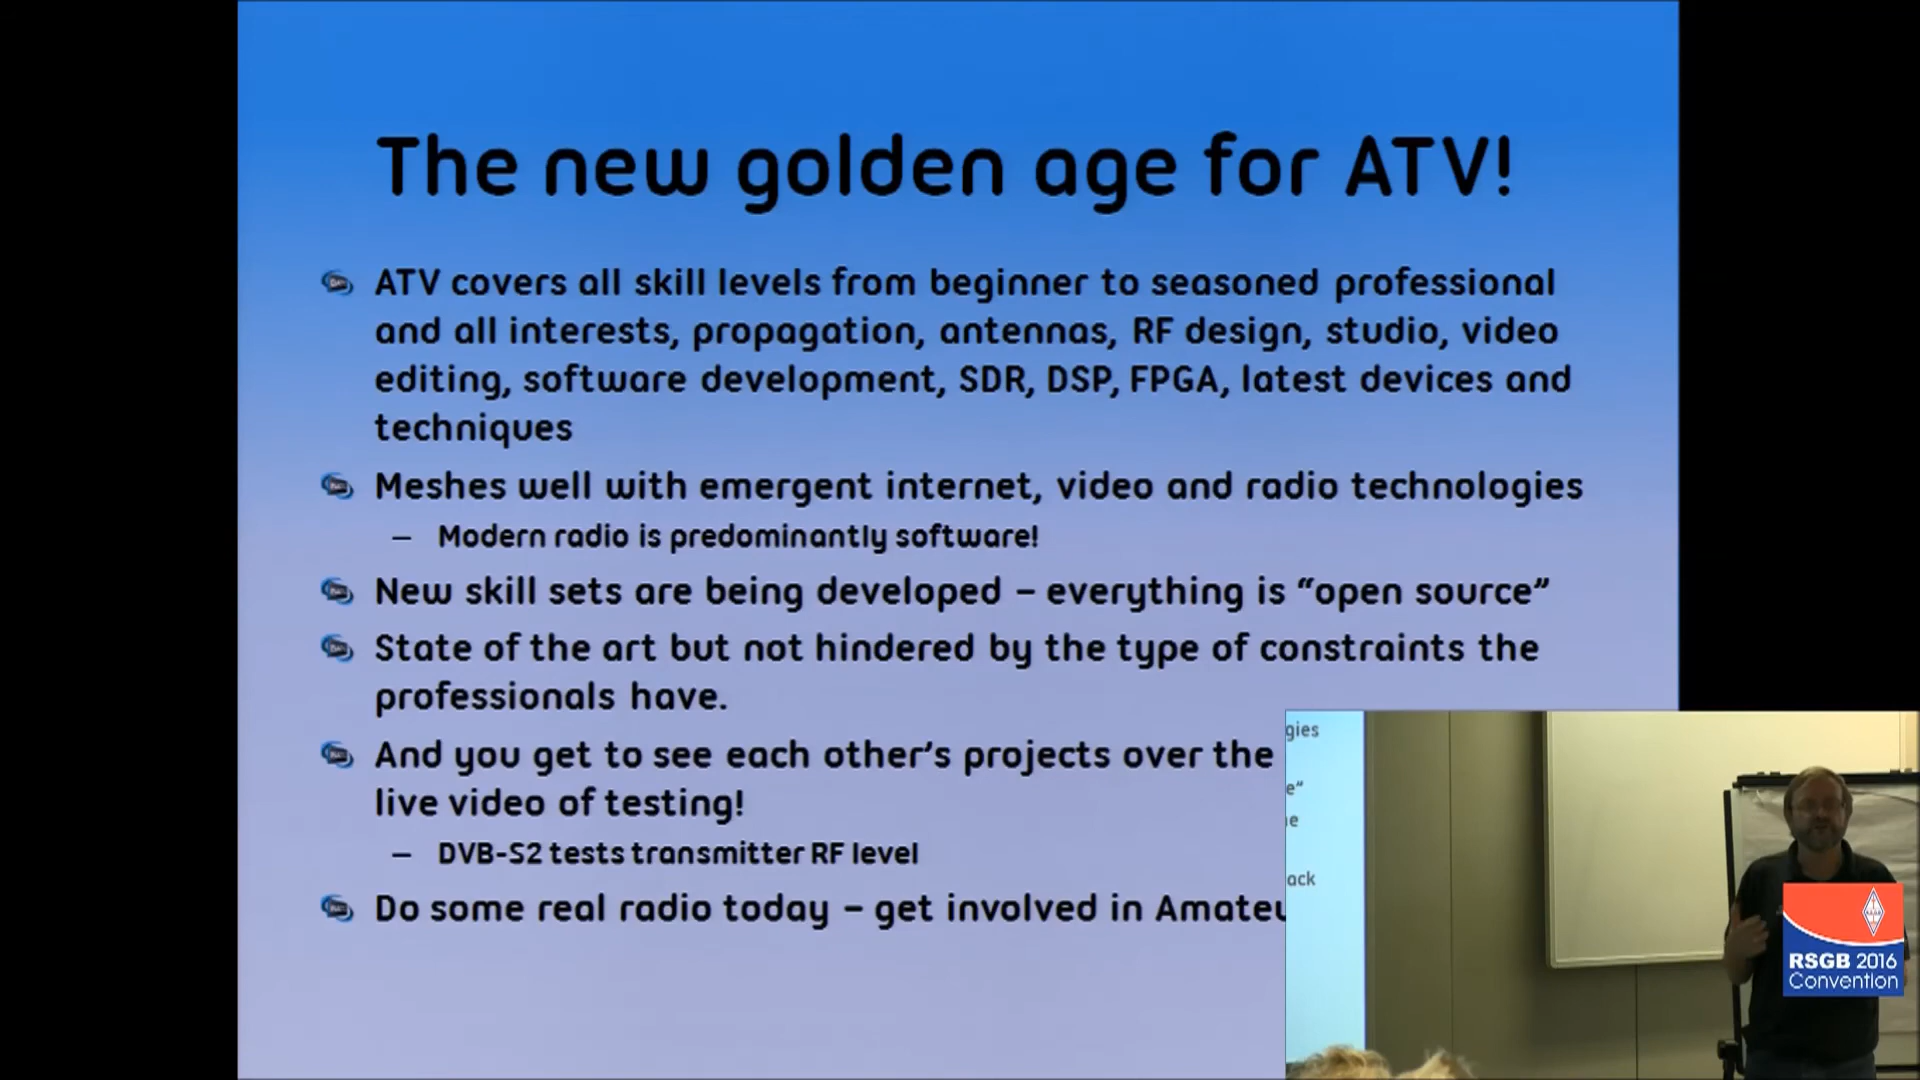 The new golden age for ATV!
ATV covers all skill levels from beginner to seasoned professional
and all interests, propagation, antennas, RF design, studio, video
editing, software development, SDR, DSP, FPGA, latest devices and
techniques
Meshes well with emergent internet, video and radio technologies
– Modern radio is predominantly software!
New skill sets are being developed – everything is “open source”
State of the art but not hindered by the type of constraints the
professionals have.
And you get to see each other’s projects over the
live video of testing!
– DVB-S2 tests transmitter RF level
Do some real radio today – get involved in Amateu
gies
e”
e
ack
RSGB 2016
Convention